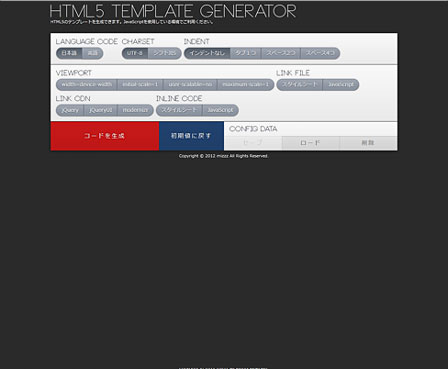 HTML5 TEMPLATE GENERATOR
HTML5のテンプレートを生成できます。JavaScriptを使用している環境でご利用ください。
LANGUAGE CODE CHARSET INDENT
日本語 英語 UTF-8 シフトJIS インデントなし タブ1つ スペース2つ スペース4つ
VIEWPORT LINK FILE
width=device-width initial-scale=1 user-scalable=no maximum-scale=1 スタイルシート JavaScript
LINK CDN INLINE CODE
jQuery jQueryUI modernizr スタイルシート JavaScript
コードを生成 初期値に戻す CONFIG DATA
セーブ ロード 削除
Copyright © 2012 mizzz All Rights Reserved.